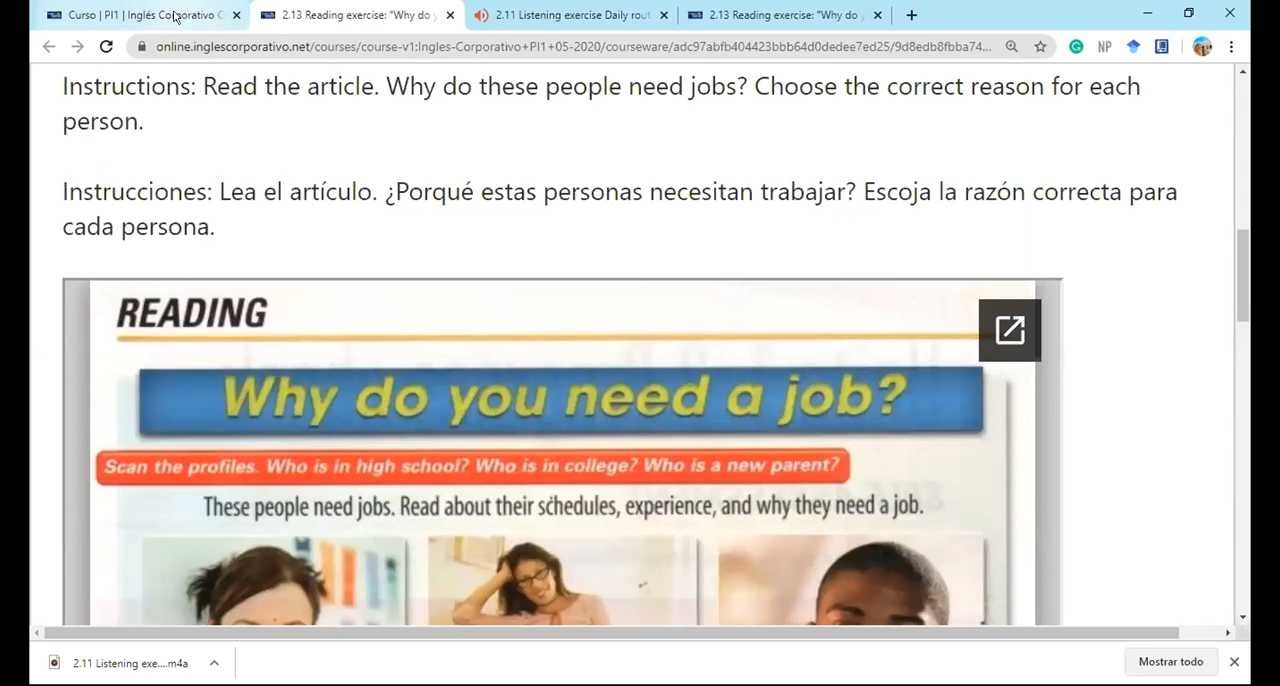 Curso | PI1 | Inglés Corporativo C
2.13 Reading exercise: "Why do y
2.11 Listening exercise Daily rout
2.13 Reading exercise: "Why do y
online.inglescorporativo.net/courses/course-v1:Ingles-Corporativo+PI1+05-2020/courseware/adc97abfb404423bbb64d0dedee7ed25/9d8edb8fbba74...
NP
Instructions: Read the article. Why do these people need jobs? Choose the correct reason for each
person.
Instrucciones: Lea el artículo. ¿Porqué estas personas necesitan trabajar? Escoja la razón correcta para
cada persona.
READING
Why do you need a job?
Scan the profiles. Who is in high school? Who is in college? Who is a new parent?
These people need jobs. Read about their schedules, experience, and why they need a job.
2.11 Listening exe....m4a
Mostrar todo